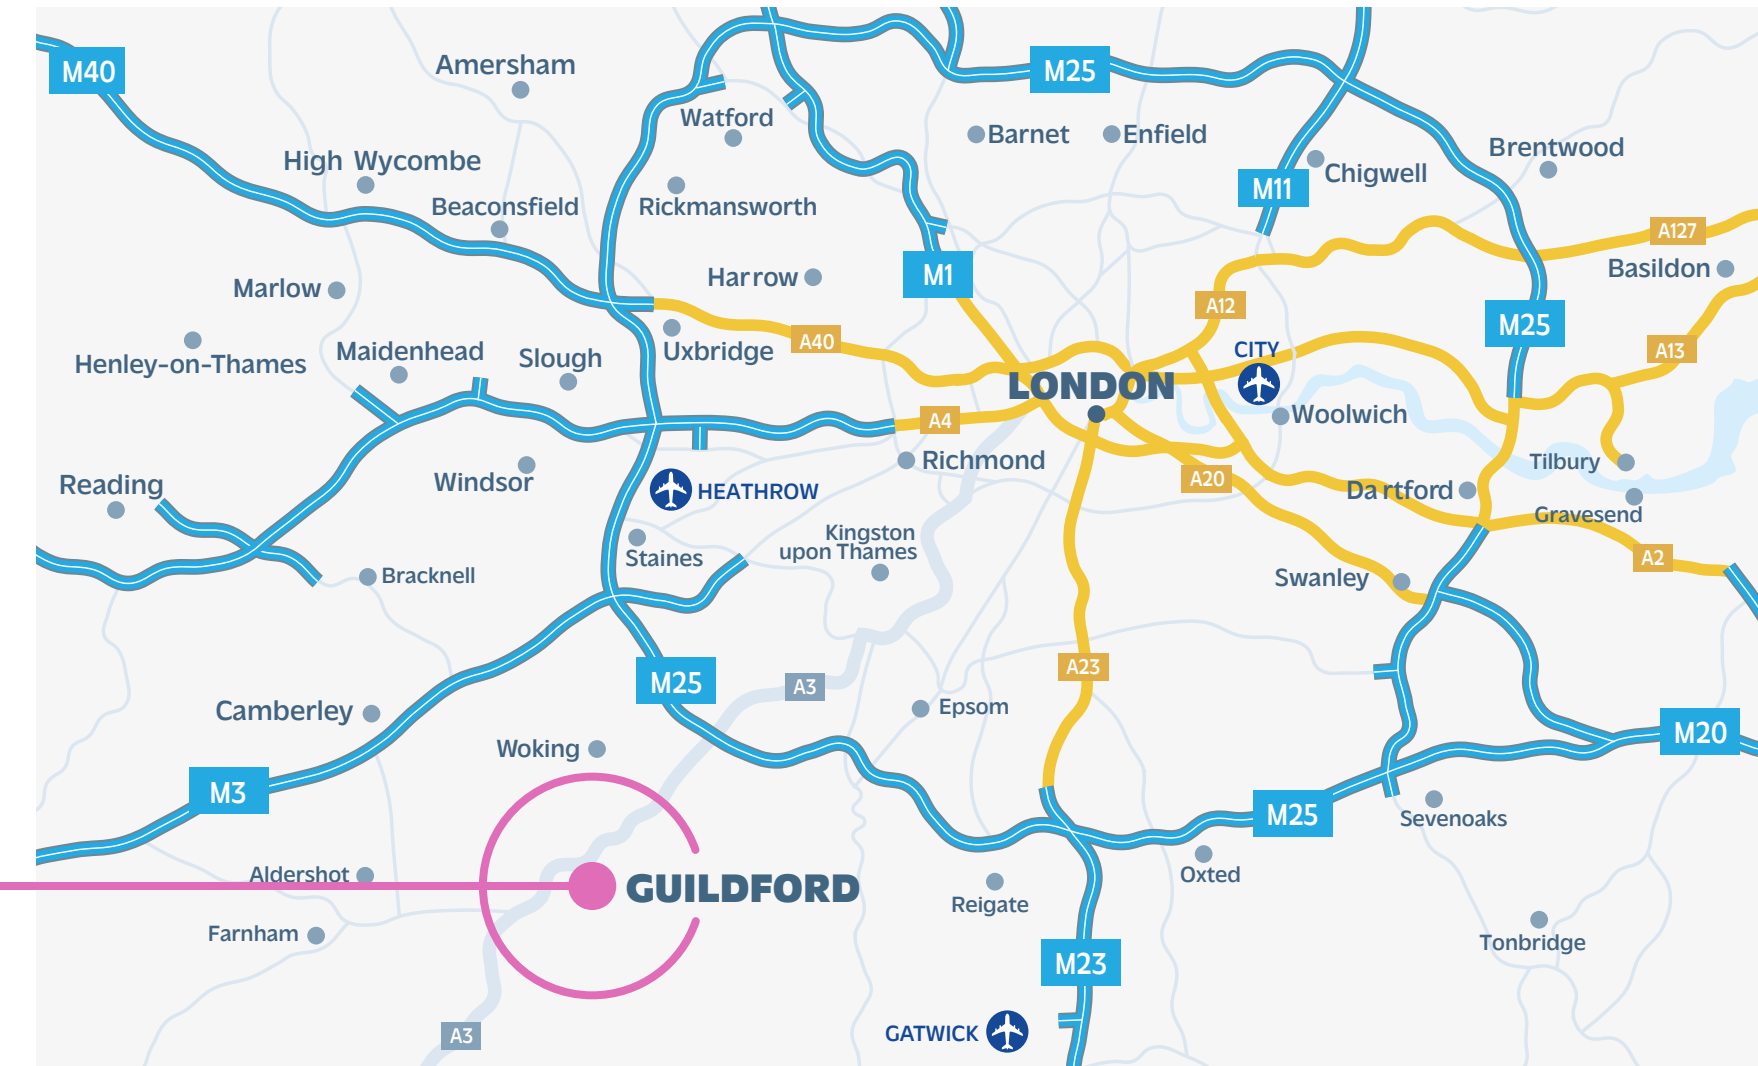 M40
Amersham
M25
Watford
Barnet
Enfield
Brentwood
High Wycombe
Chigwell
M11
Beaconsfield
Rickmansworth
A127
Harrow
M1
Basildon
Marlow
A12
M25
Henley-on-Thames
Maidenhead
Slough
Uxbridge
A40
CITY
A13
LONDON
A4
Woolwich
Richmond
Tilbury
Reading
Windsor
HEATHROW
A20
Dartford
Gravesend
Kingston
upon Thames
Staines
A2
Bracknell
Swanley
M25
A3
A23
Camberley
Epsom
Woking
M20
M3
M25
Sevenoaks
Aldershot
GUILDFORD
Oxted
Reigate
Farnham
Tonbridge
M23
A3
GATWICK